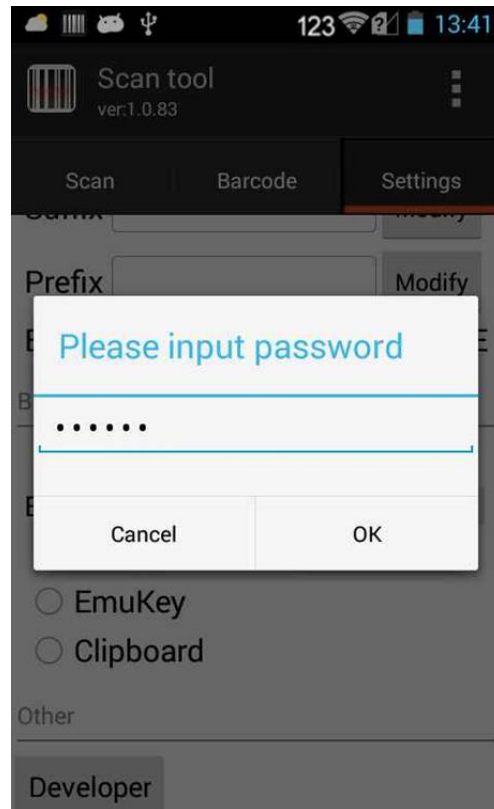 123 13:41
Scan tool
ver:1.0.83
Scan Barcode Settings
Suffix Modify
Prefix Modify
E E
Please input password
B
••••••
E
Cancel OK
EmuKey
Clipboard
Other
Developer